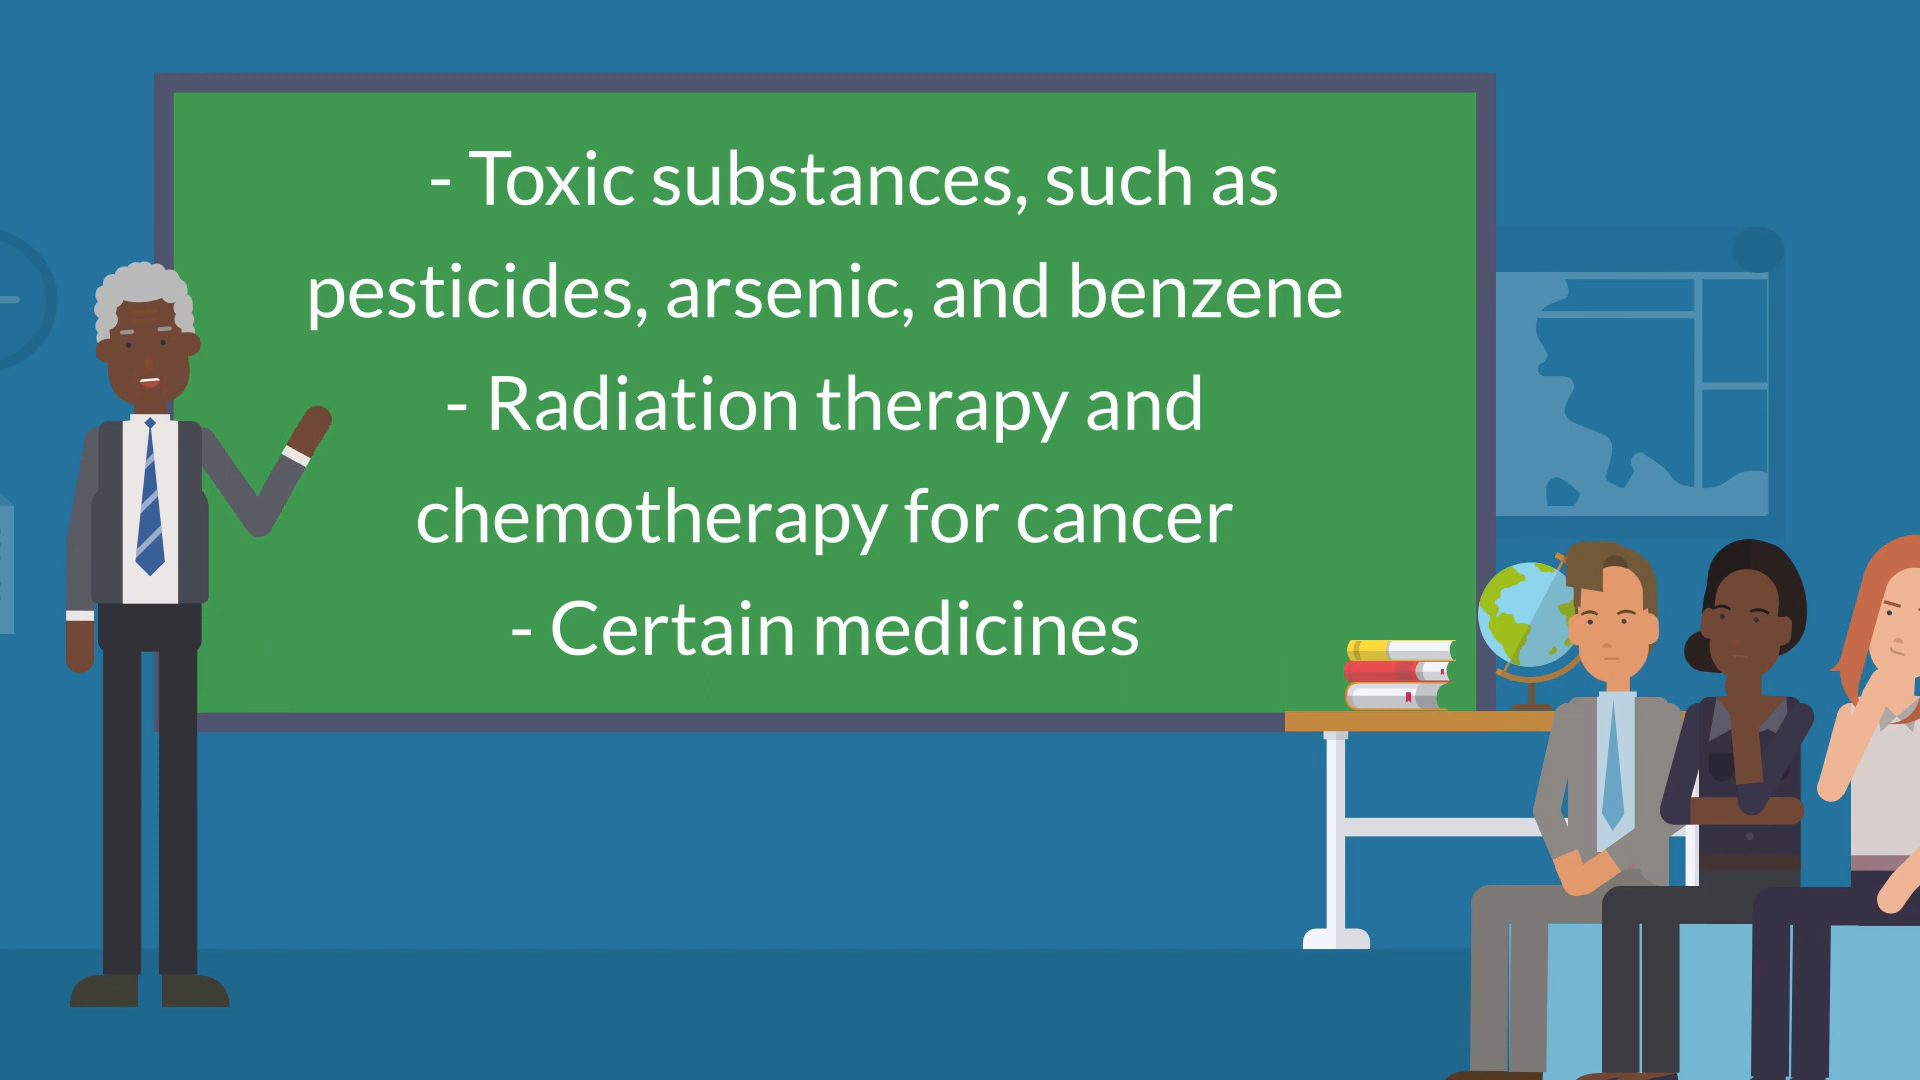 - Toxic substances, such as
pesticides, arsenic, and benzene
- Radiation therapy and
chemotherapy for cancer
- Certain medicines